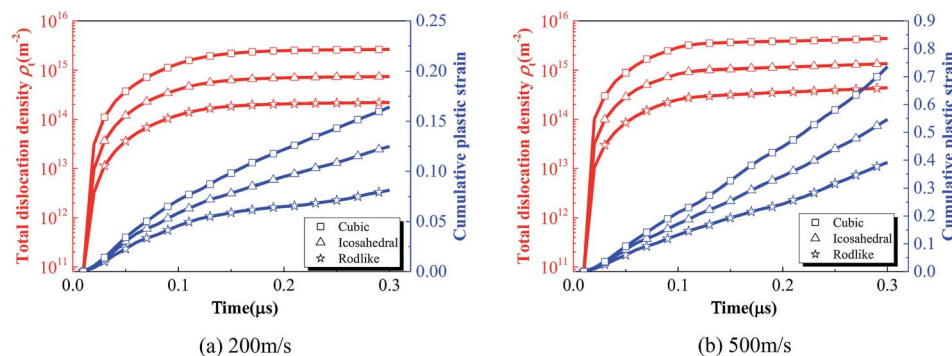 10^16
10^15
10^14
10^13
10^12
10^11
Total dislocation density ρt(m^-2)
0.25
0.20
0.15
0.10
0.05
0.00
Cumulative plastic strain
Cubic
Icosahedral
Rodlike
0.0 0.1 0.2 0.3
Time(μs)
(a) 200m/s
10^16
10^15
10^14
10^13
10^12
10^11
Total dislocation density ρt(m^-2)
0.9
0.8
0.7
0.6
0.5
0.4
0.3
0.2
0.1
0.0
Cumulative plastic strain
Cubic
Icosahedral
Rodlike
0.0 0.1 0.2 0.3
Time(μs)
(b) 500m/s